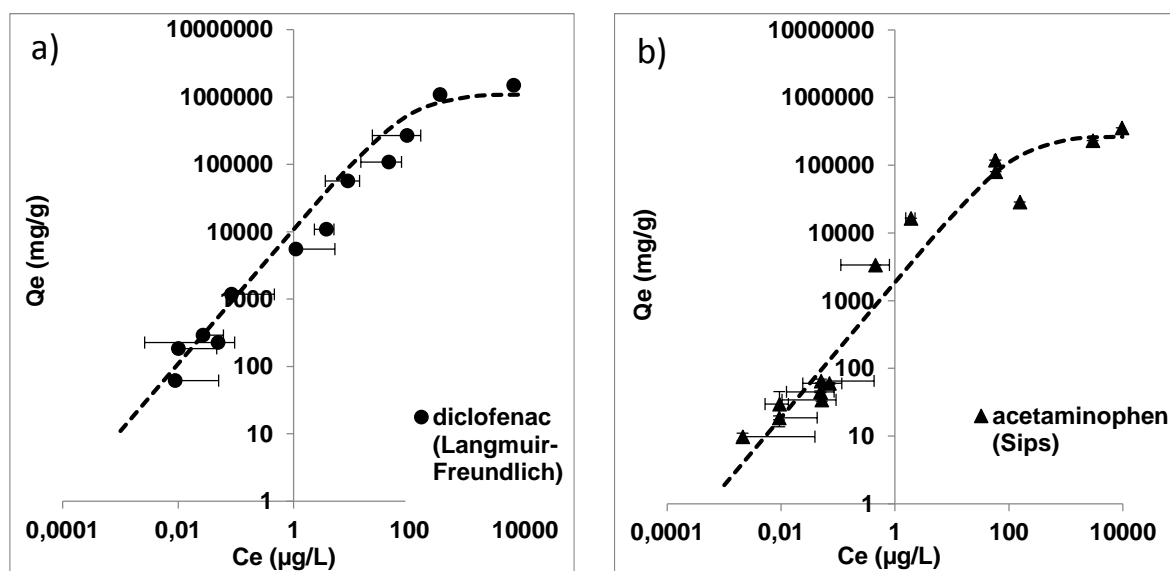 a)
10000000
1000000
100000
10000
1000
100
10
1
Qe (mg/g)
diclofenac
(Langmuir-
Freundlich)
0,0001
0,01
1
100
10000
Ce (µg/L)
b)
10000000
1000000
100000
10000
1000
100
10
1
Qe (mg/g)
acetaminophen
(Sips)
0,0001
0,01
1
100
10000
Ce (µg/L)